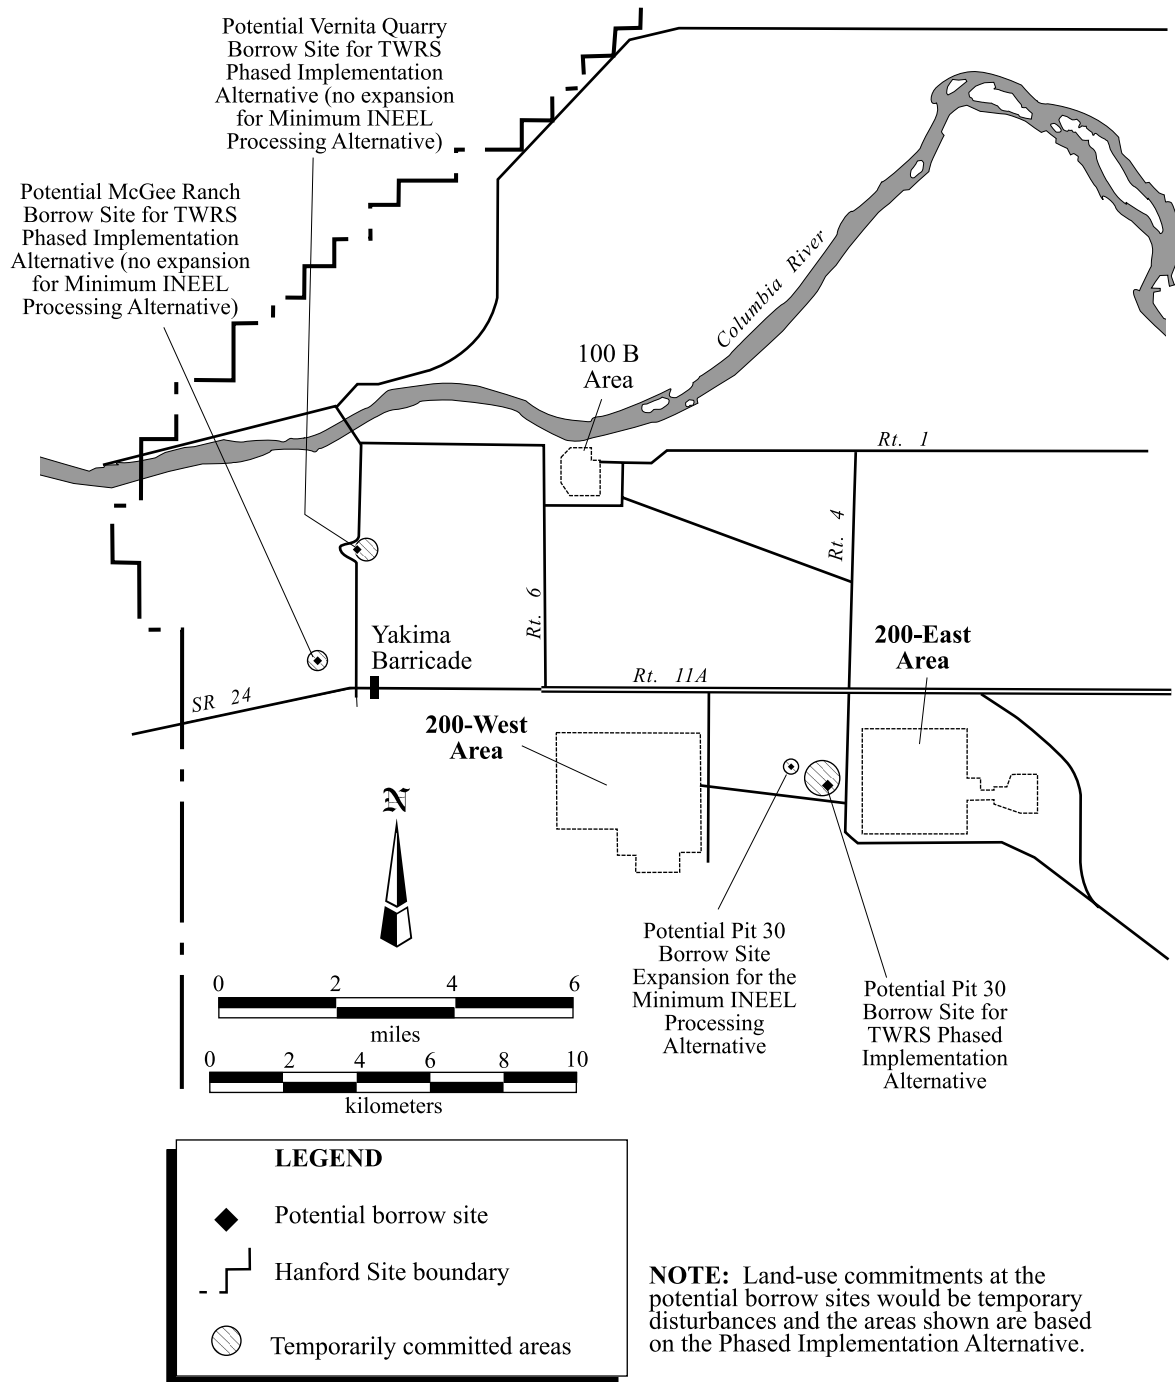 Potential Vernita Quarry
Borrow Site for TWRS
Phased Implementation
Alternative (no expansion
for Minimum INEEL
Processing Alternative)
Potential McGee Ranch
Borrow Site for TWRS
Phased Implementation
Alternative (no expansion
for Minimum INEEL
Processing Alternative)
Columbia River
100 B
Area
Rt. 1
Rt. 4
Rt. 6
Yakima
Barricade
200-East
Area
Rt. 11A
SR 24
200-West
Area
N
Potential Pit 30
Borrow Site
Expansion for the
Minimum INEEL
Processing
Alternative
Potential Pit 30
Borrow Site for
TWRS Phased
Implementation
Alternative
0 2 4 6
miles
0 2 4 6 8 10
kilometers
LEGEND
Potential borrow site
Hanford Site boundary
Temporarily committed areas
NOTE: Land-use commitments at the
potential borrow sites would be temporary
disturbances and the areas shown are based
on the Phased Implementation Alternative.